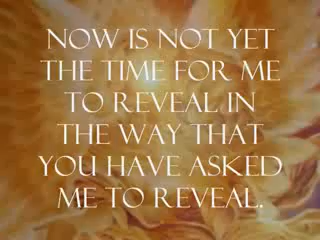 NOW IS NOT YET
THE TIME FOR ME
TO REVEAL IN
THE WAY THAT
YOU HAVE ASKED
ME TO REVEAL.